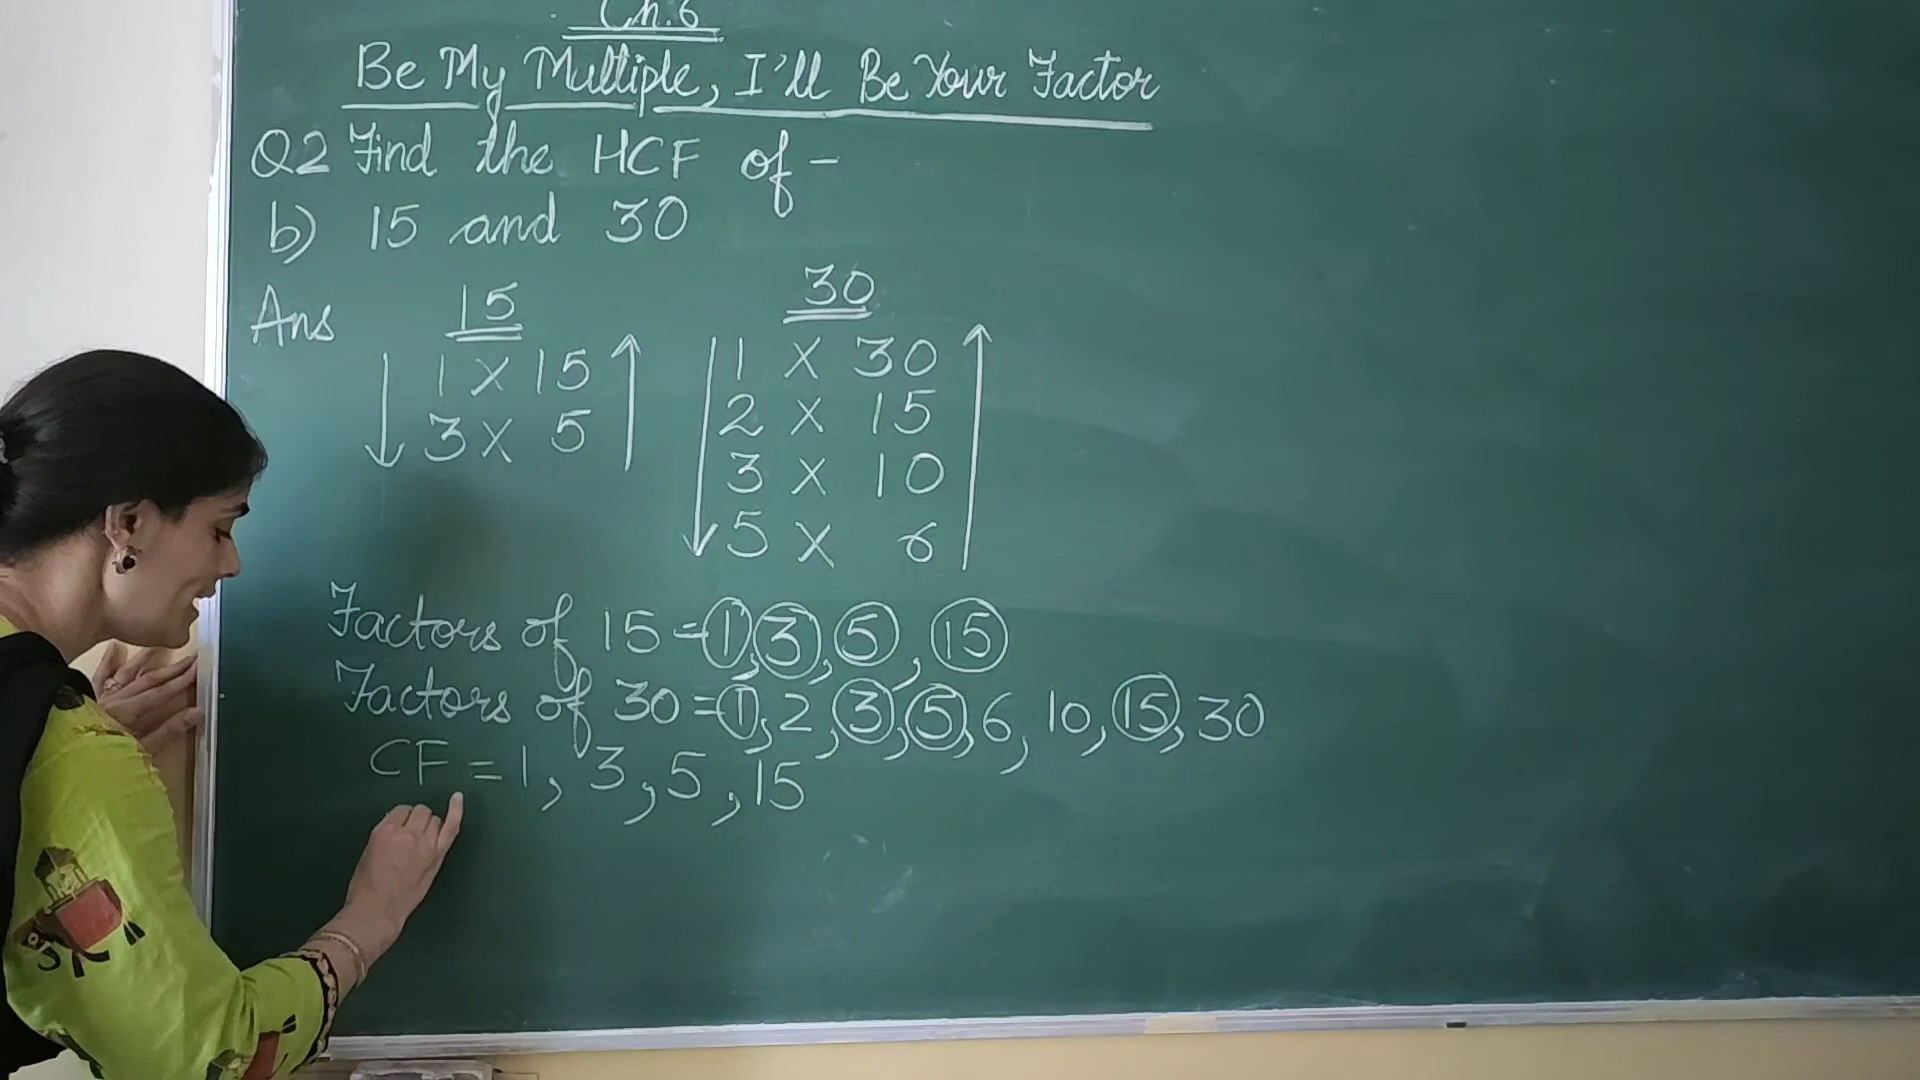 Ch.6
Be My Multiple, I'll Be Your Factor
Q2 Find the HCF of -
b) 15 and 30
Ans 15 30
1 X 15 1 X 30
3 X 5 2 X 15
3 X 10
5 X 6
Factors of 15 = 1, 3, 5, 15
Factors of 30 = 1, 2, 3, 5, 6, 10, 15, 30
CF = 1, 3, 5, 15